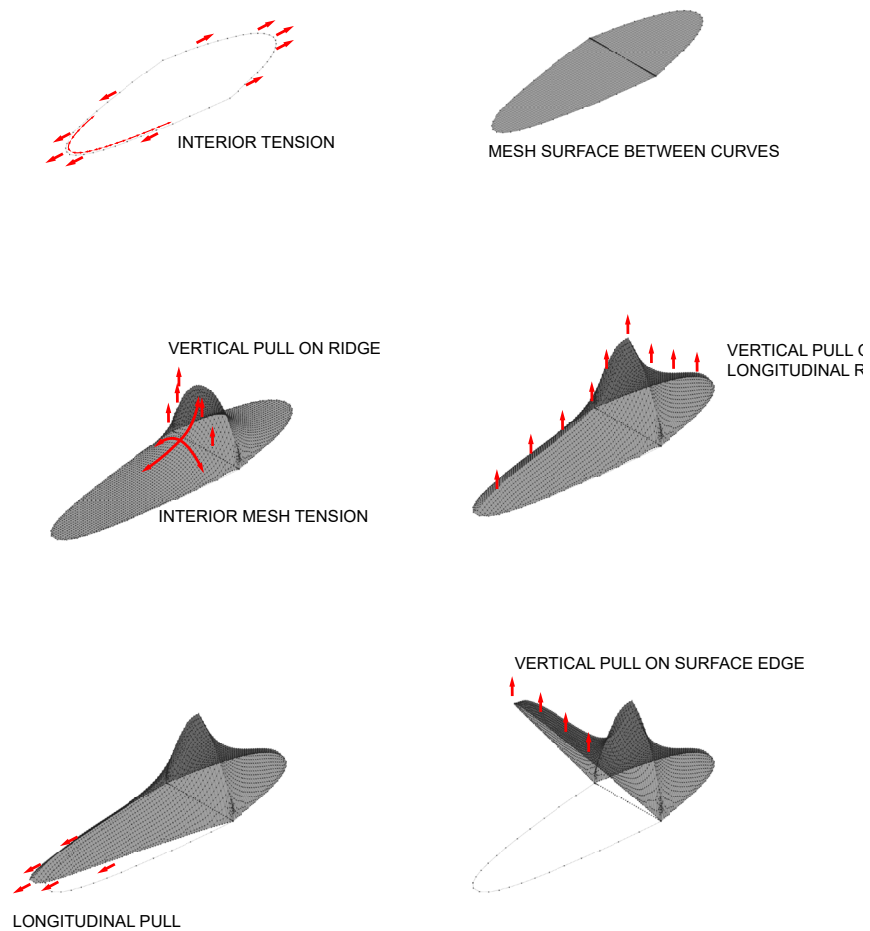 INTERIOR TENSION
MESH SURFACE BETWEEN CURVES
VERTICAL PULL ON RIDGE
VERTICAL PULL
LONGITUDINAL
INTERIOR MESH TENSION
VERTICAL PULL ON SURFACE EDGE
LONGITUDINAL PULL